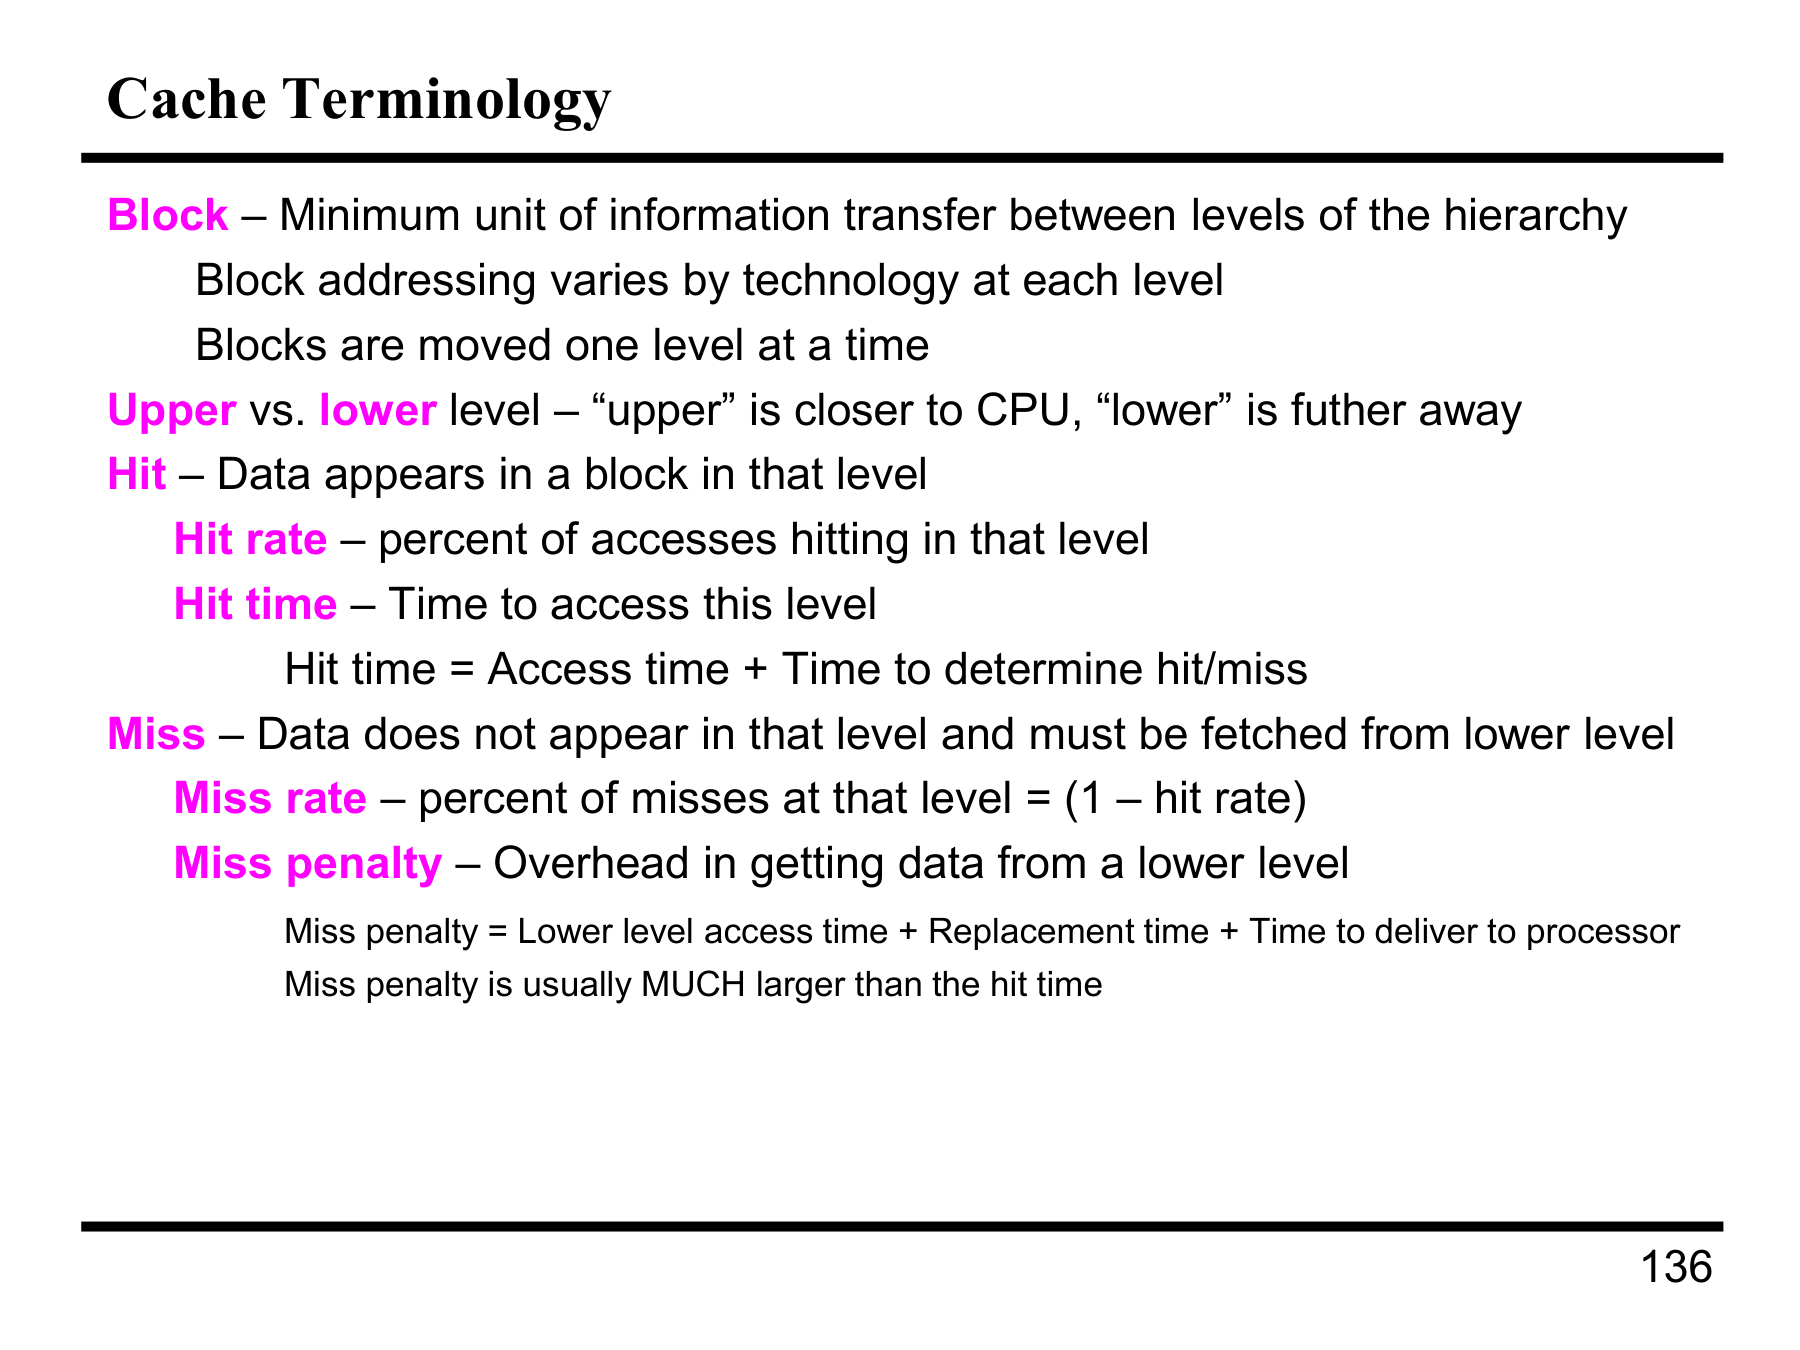 Cache Terminology
Block – Minimum unit of information transfer between levels of the hierarchy
Block addressing varies by technology at each level
Blocks are moved one level at a time
Upper vs. lower level – “upper” is closer to CPU, “lower” is futher away
Hit – Data appears in a block in that level
Hit rate – percent of accesses hitting in that level
Hit time – Time to access this level
Hit time = Access time + Time to determine hit/miss
Miss – Data does not appear in that level and must be fetched from lower level
Miss rate – percent of misses at that level = (1 – hit rate)
Miss penalty – Overhead in getting data from a lower level
Miss penalty = Lower level access time + Replacement time + Time to deliver to processor
Miss penalty is usually MUCH larger than the hit time
136